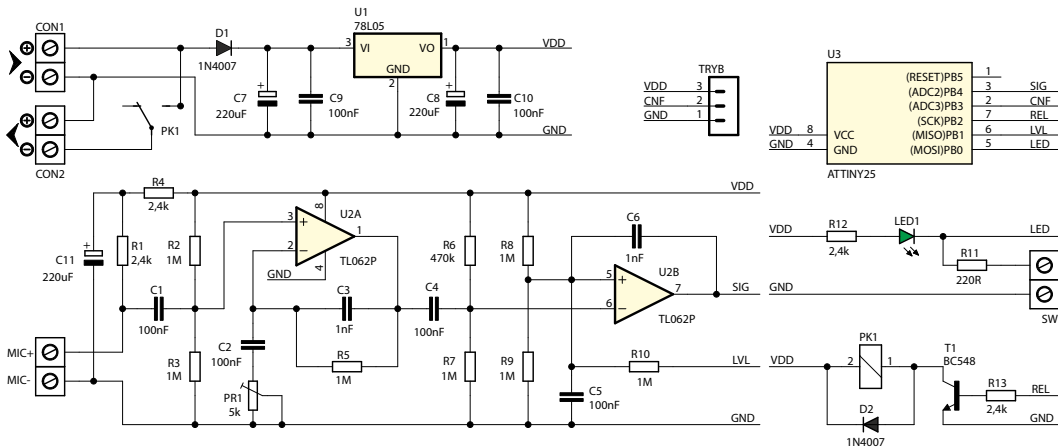 CON1
CON2
PK1
D1
1N4007
C7
220uF
C9
100nF
U1
78L05
3 VI VO 1
GND
2
C8
220uF
C10
100nF
VDD
GND
TRYB
VDD 3
CNF 2
GND 1
U3
VDD 8 VCC
GND 4 GND
(RESET)PB5 1
(ADC2)PB4 3 SIG
(ADC3)PB3 2 CNF
(SCK)PB2 7 REL
(MISO)PB1 6 LVL
(MOSI)PB0 5 LED
ATTINY25
R4
2,4k
C11
220uF
R1
2,4k
R2
1M
C1
100nF
R3
1M
MIC+
MIC-
U2A
3
2
8
4
1
TL062P
GND
C2
100nF
PR1
5k
C3
1nF
R5
1M
C4
100nF
R6
470k
R7
1M
R8
1M
R9
1M
C6
1nF
U2B
5
6
7
TL062P
R10
1M
C5
100nF
VDD
SIG
LVL
GND
VDD
R12
2,4k
LED1
LED
R11
220R
GND
SW
VDD
PK1
2 1
D2
1N4007
T1
BC548
R13
2,4k
REL
GND